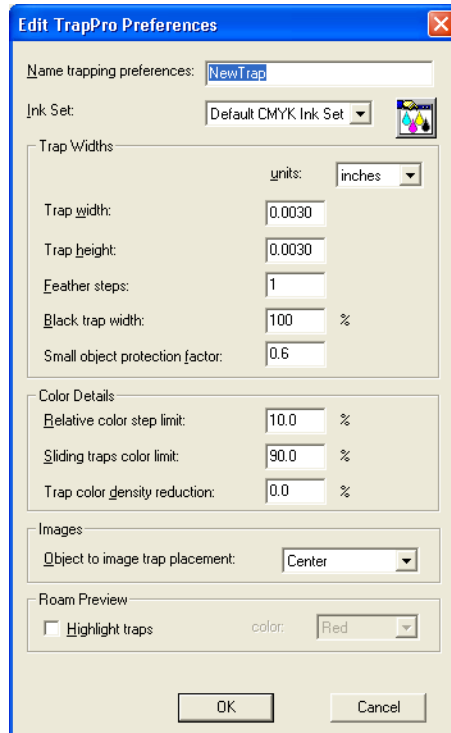 Edit TrapPro Preferences
Name trapping preferences: NewTrap
Ink Set: Default CMYK Ink Set
Trap Widths
units: inches
Trap width: 0.0030
Trap height: 0.0030
Feather steps: 1
Black trap width: 100 %
Small object protection factor: 0.6
Color Details
Relative color step limit: 10.0 %
Sliding traps color limit: 90.0 %
Trap color density reduction: 0.0 %
Images
Object to image trap placement: Center
Roam Preview
Highlight traps color: Red
OK Cancel